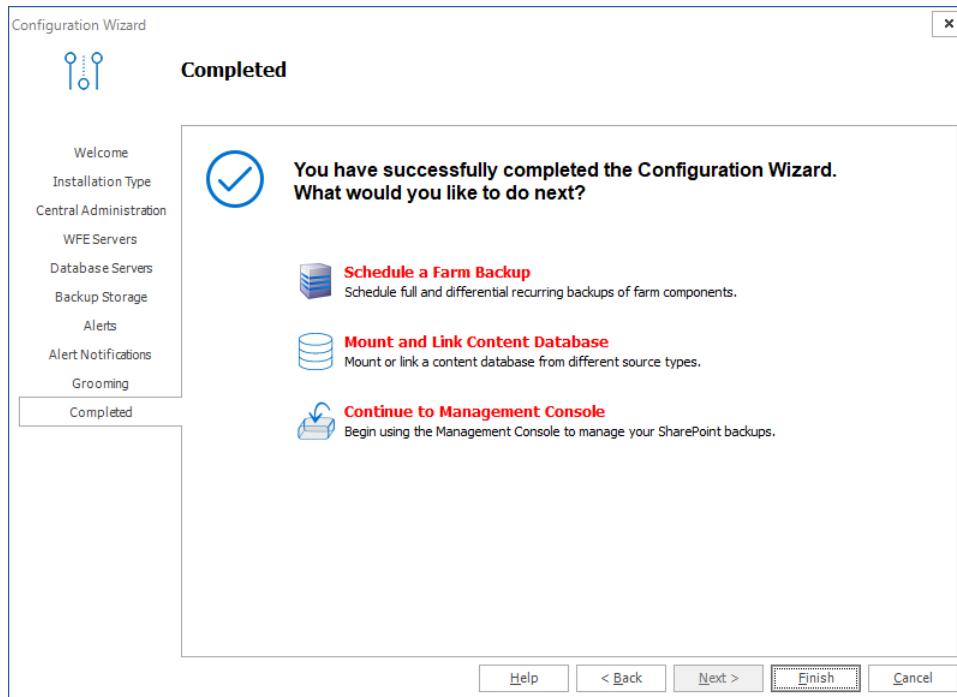 Configuration Wizard
Completed
Welcome
Installation Type
Central Administration
WFE Servers
Database Servers
Backup Storage
Alerts
Alert Notifications
Grooming
Completed
You have successfully completed the Configuration Wizard.
What would you like to do next?
Schedule a Farm Backup
Schedule full and differential recurring backups of farm components.
Mount and Link Content Database
Mount or link a content database from different source types.
Continue to Management Console
Begin using the Management Console to manage your SharePoint backups.
Help
< Back
Next >
Finish
Cancel